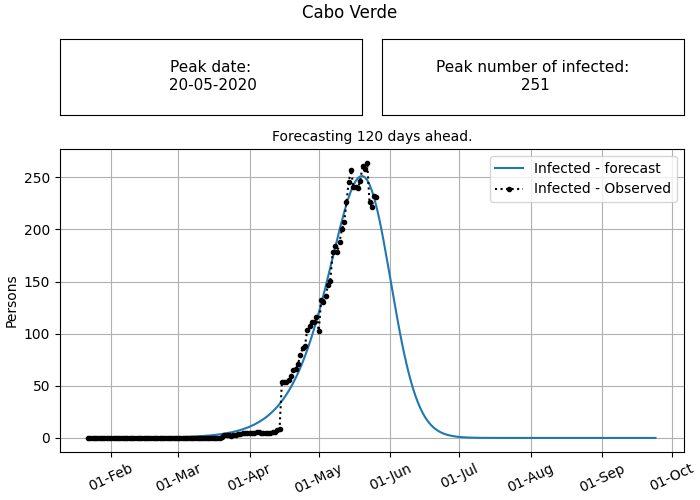 Cabo Verde
Peak date:
20-05-2020
Peak number of infected:
251
Forecasting 120 days ahead.
Infected - forecast
Infected - Observed
Persons
250
200
150
100
50
0
01-Feb
01-Mar
01-Apr
01-May
01-Jun
01-Jul
01-Aug
01-Sep
01-Oct